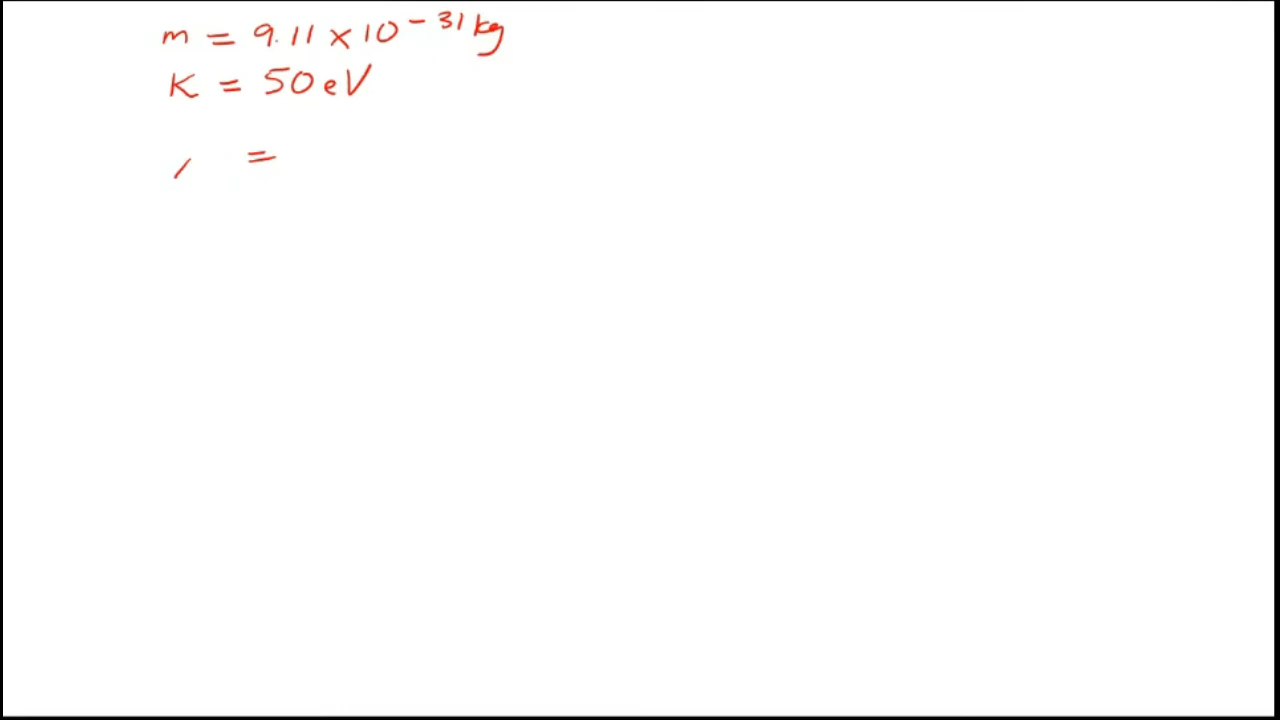 m = 9.11 × 10⁻³¹ kg
K = 50 eV
=